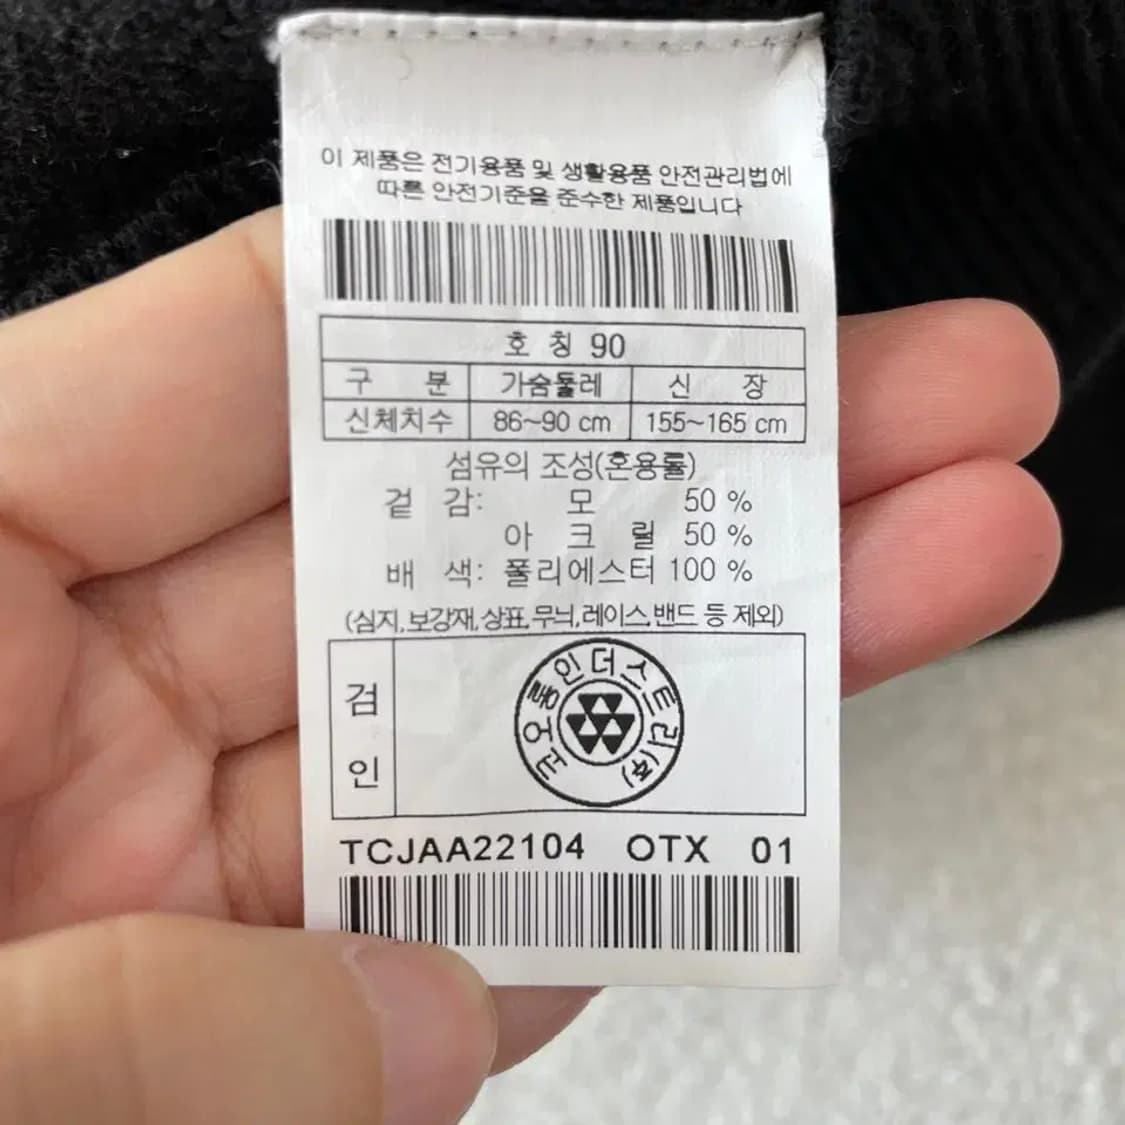 이 제품은 전기용품 및 생활용품 안전관리법에
따른 안전기준을 준수한 제품입니다
호 칭 90
구 분 가슴둘레 신 장
신체치수 86~90 cm 155~165 cm
섬유의 조성(혼용률)
겉 감: 모 50 %
아 크 릴 50 %
배 색: 폴리에스터 100 %
(심지,보강재,상표,무늬,레이스,밴드 등 제외)
검
인
코오롱인더스트리(주)
TCJAA22104 OTX 01